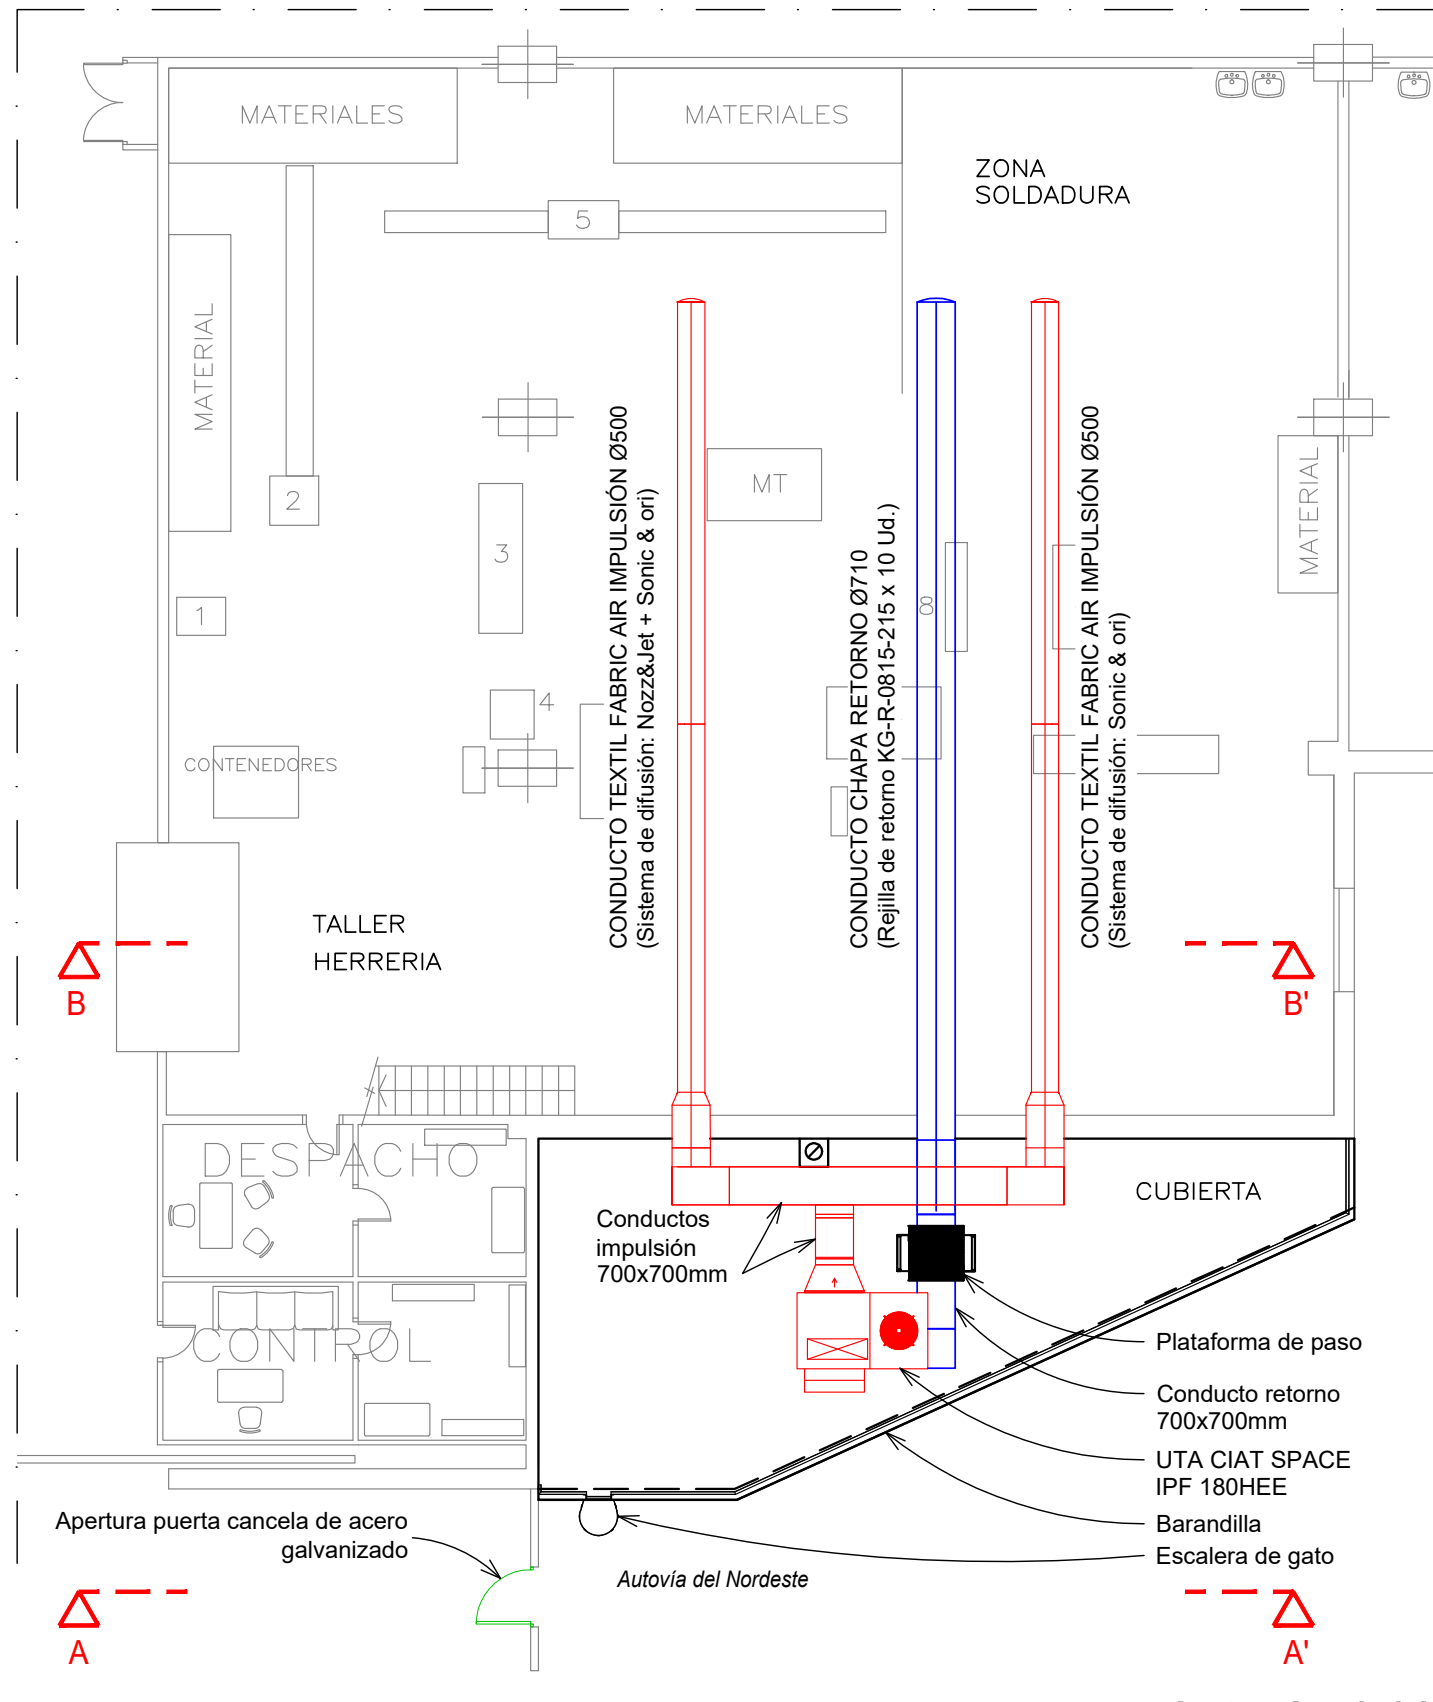 MATERIALES
MATERIALES
ZONA
SOLDADURA
5
MATERIAL
2
3
MT
MATERIAL
1
4
8
CONTENEDORES
CONDUCTO TEXTIL FABRIC AIR IMPULSIÓN Ø500
(Sistema de difusión: Nozz&Jet + Sonic & ori)
CONDUCTO CHAPA RETORNO Ø710
(Rejilla de retorno KG-R-0815-215 x 10 Ud.)
CONDUCTO TEXTIL FABRIC AIR IMPULSIÓN Ø500
(Sistema de difusión: Sonic & ori)
TALLER
HERRERIA
B
B'
DESPACHO
CUBIERTA
Conductos
impulsión
700x700mm
CONTROL
Plataforma de paso
Conducto retorno
700x700mm
UTA CIAT SPACE
IPF 180HEE
Barandilla
Escalera de gato
Apertura puerta cancela de acero
galvanizado
Autovía del Nordeste
A
A'